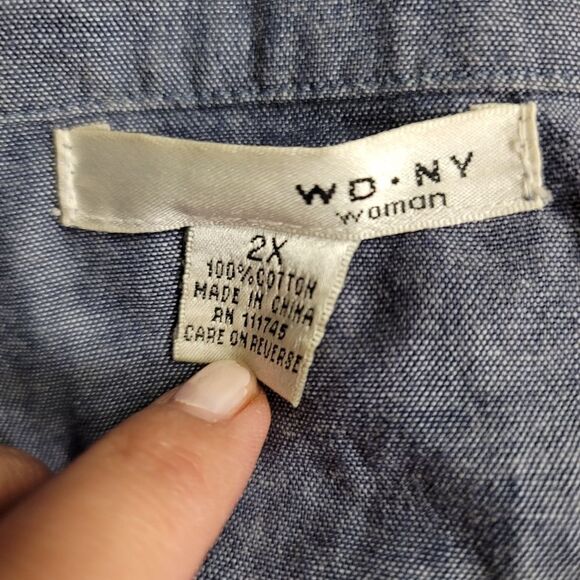 WD·NY
woman
2X
100%COTTON
MADE IN CHINA
RN 111745
CARE ON REVERSE